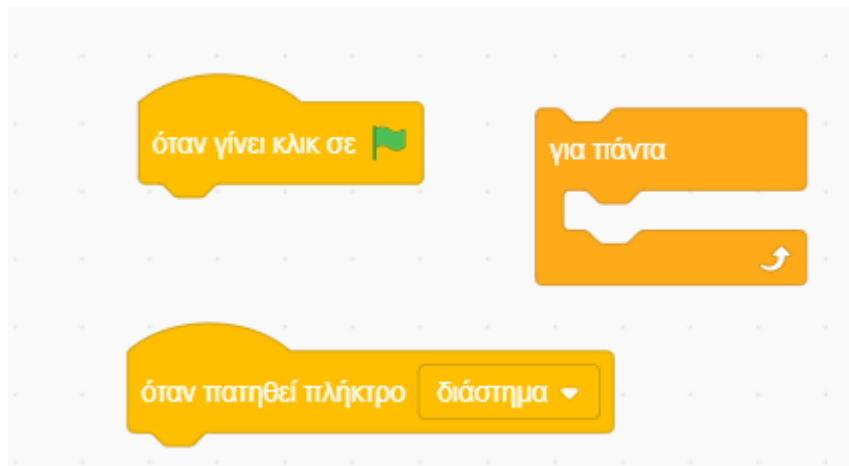 όταν γίνει κλικ σε
για πάντα
όταν πατηθεί πλήκτρο διάστημα